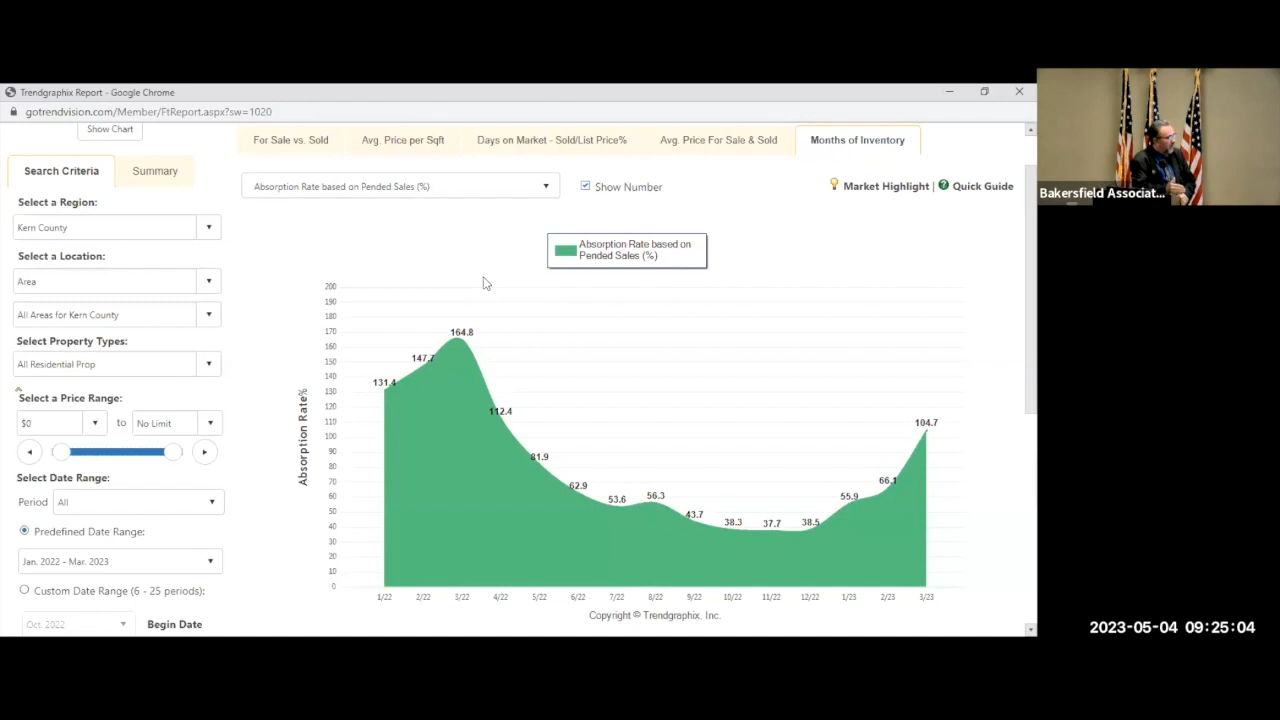 Trendgraphix Report - Google Chrome
gotrendvision.com/Member/FtReport.aspx?sw=1020
Show Chart
For Sale vs. Sold
Avg. Price per Sqft
Days on Market - Sold/List Price%
Avg. Price For Sale & Sold
Months of Inventory
Search Criteria
Summary
Absorption Rate based on Pended Sales (%)
Show Number
Market Highlight |
Quick Guide
Select a Region:
Kern County
Select a Location:
Area
All Areas for Kern County
Select Property Types:
All Residential Prop
Select a Price Range:
$0
to
No Limit
Select Date Range:
Period
All
Predefined Date Range:
Jan. 2022 - Mar. 2023
Custom Date Range (6 - 25 periods):
Oct. 2022
Begin Date
Absorption Rate based on
Pended Sales (%)
Absorption Rate%
200
190
180
170
160
150
140
130
120
110
100
90
80
70
60
50
40
30
20
10
0
131.4
147.7
164.8
112.4
81.9
62.9
53.6
56.3
43.7
38.3
37.7
38.5
55.9
66.1
104.7
1/22
2/22
3/22
4/22
5/22
6/22
7/22
8/22
9/22
10/22
11/22
12/22
1/23
2/23
3/23
Copyright © Trendgraphix, Inc.
Bakersfield Associat...
2023-05-04 09:25:04